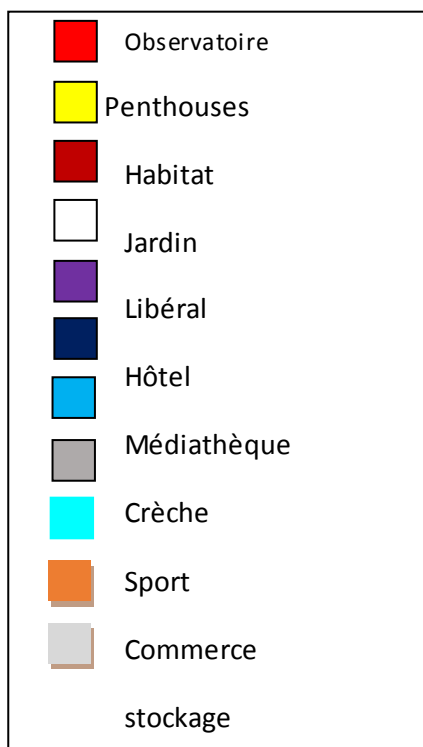 Observatoire
Penthouses
Habitat
Jardin
Libéral
Hôtel
Médiathèque
Crèche
Sport
Commerce
stockage